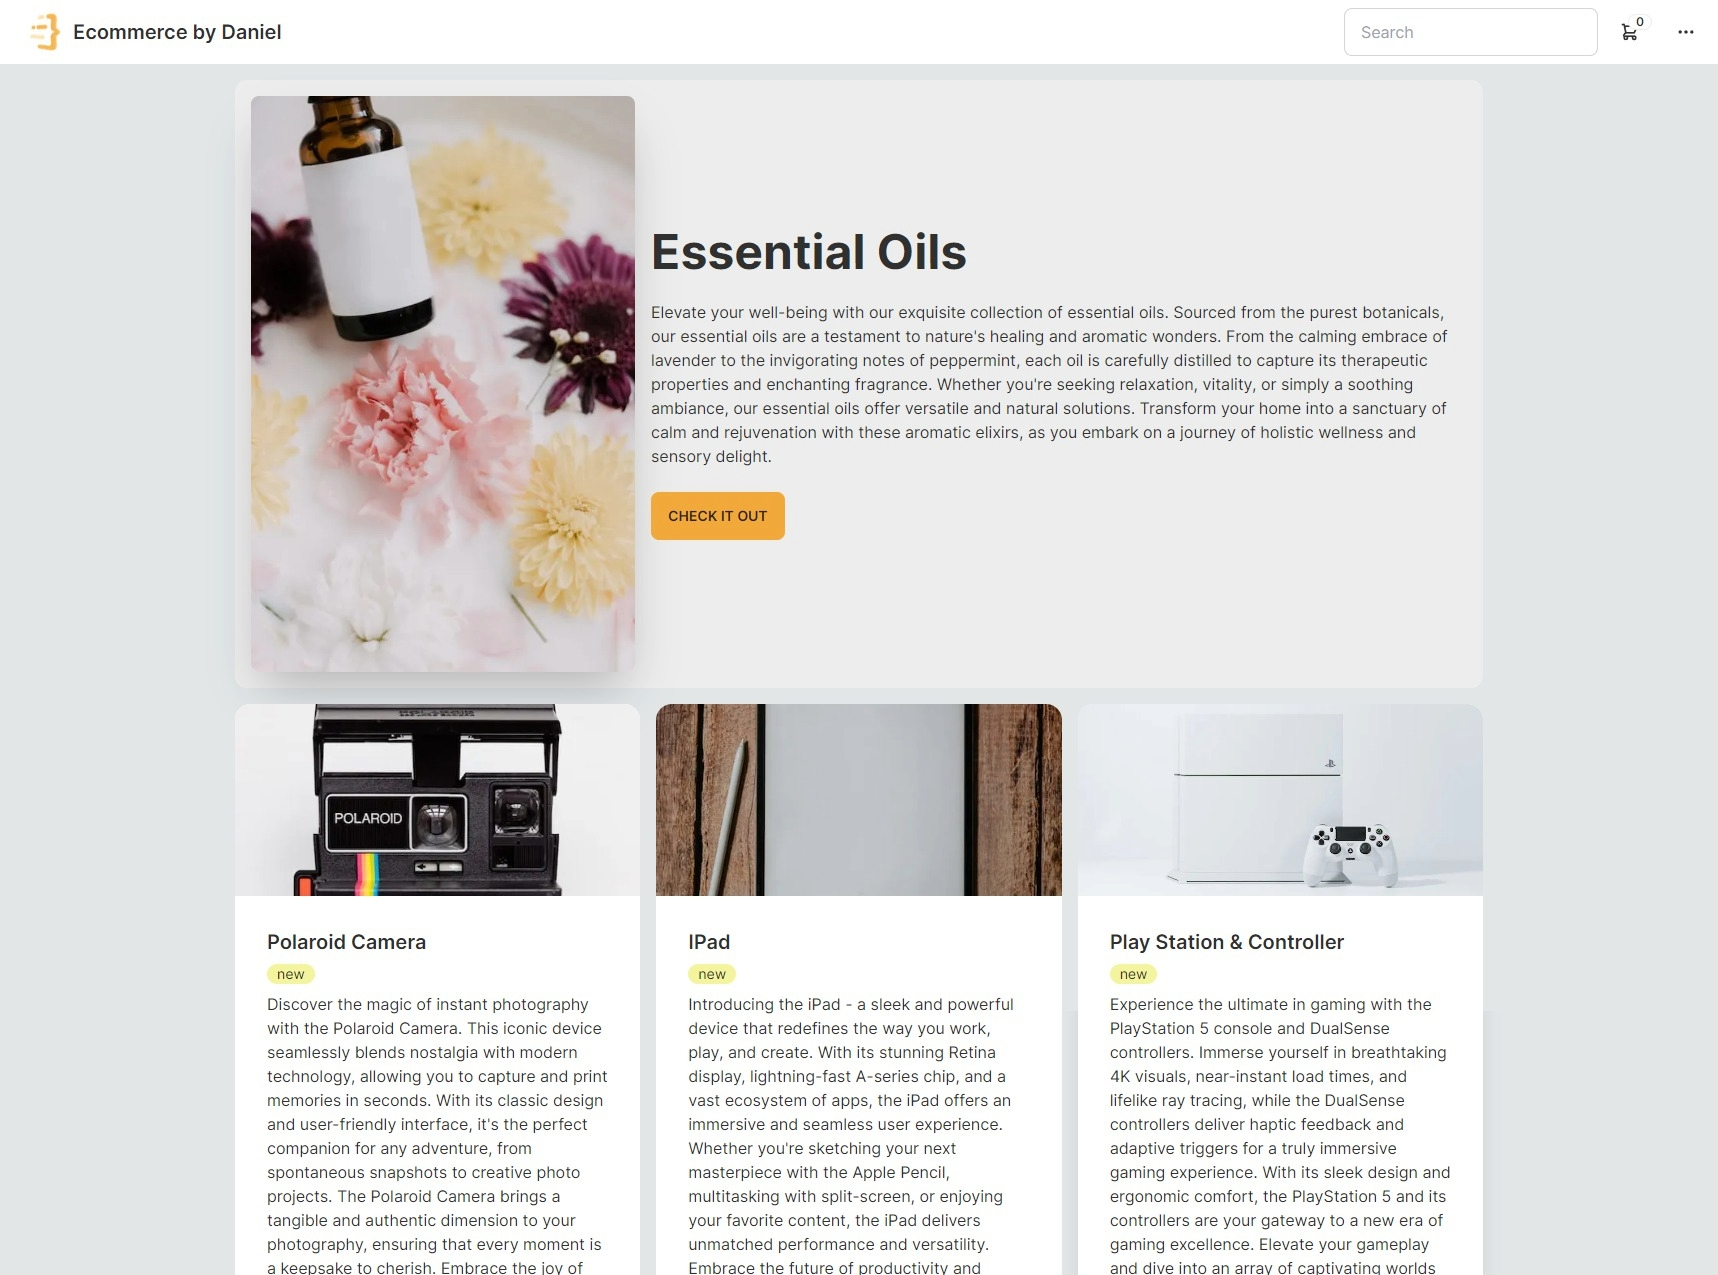 Ecommerce by Daniel
Search
0
Essential Oils
Elevate your well-being with our exquisite collection of essential oils. Sourced from the purest botanicals,
our essential oils are a testament to nature's healing and aromatic wonders. From the calming embrace of
lavender to the invigorating notes of peppermint, each oil is carefully distilled to capture its therapeutic
properties and enchanting fragrance. Whether you're seeking relaxation, vitality, or simply a soothing
ambiance, our essential oils offer versatile and natural solutions. Transform your home into a sanctuary of
calm and rejuvenation with these aromatic elixirs, as you embark on a journey of holistic wellness and
sensory delight.
CHECK IT OUT
POLAROID
Polaroid Camera
new
Discover the magic of instant photography
with the Polaroid Camera. This iconic device
seamlessly blends nostalgia with modern
technology, allowing you to capture and print
memories in seconds. With its classic design
and user-friendly interface, it's the perfect
companion for any adventure, from
spontaneous snapshots to creative photo
projects. The Polaroid Camera brings a
tangible and authentic dimension to your
photography, ensuring that every moment is
a keepsake to cherish. Embrace the joy of
IPad
new
Introducing the iPad - a sleek and powerful
device that redefines the way you work,
play, and create. With its stunning Retina
display, lightning-fast A-series chip, and a
vast ecosystem of apps, the iPad offers an
immersive and seamless user experience.
Whether you're sketching your next
masterpiece with the Apple Pencil,
multitasking with split-screen, or enjoying
your favorite content, the iPad delivers
unmatched performance and versatility.
Embrace the future of productivity and
Play Station & Controller
new
Experience the ultimate in gaming with the
PlayStation 5 console and DualSense
controllers. Immerse yourself in breathtaking
4K visuals, near-instant load times, and
lifelike ray tracing, while the DualSense
controllers deliver haptic feedback and
adaptive triggers for a truly immersive
gaming experience. With its sleek design and
ergonomic comfort, the PlayStation 5 and its
controllers are your gateway to a new era of
gaming excellence. Elevate your gameplay
and dive into an array of captivating worlds